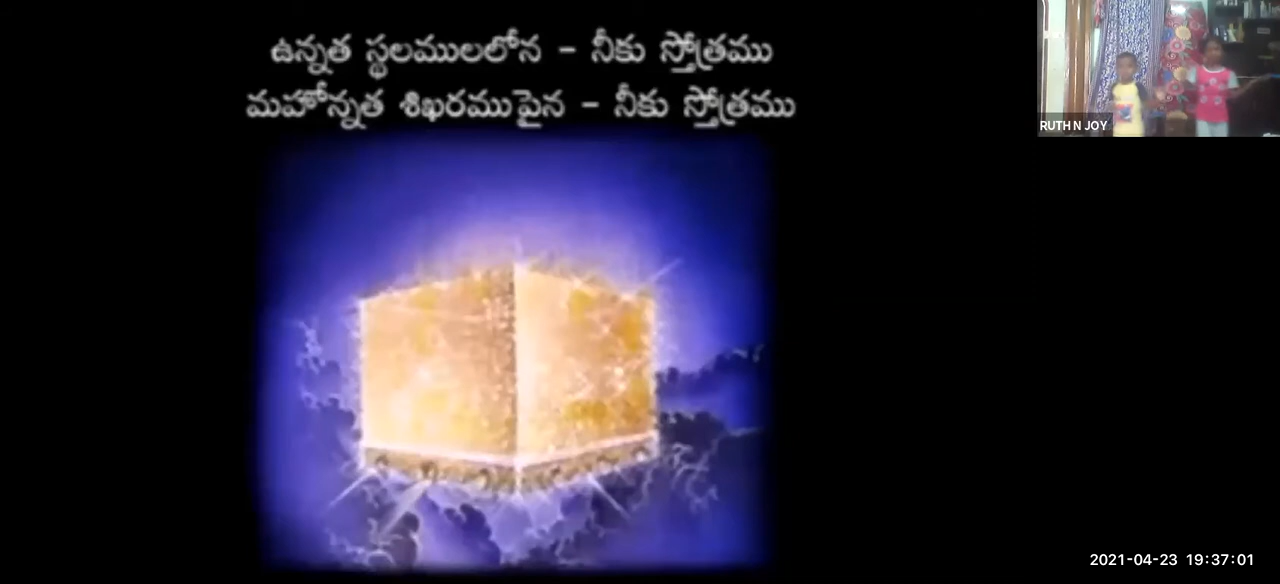 ఉన్నత స్థలములలోన - నీకు స్తోత్రము
మహోన్నత శిఖరముపైన - నీకు స్తోత్రము
RUTH N JOY
2021-04-23 19:37:01